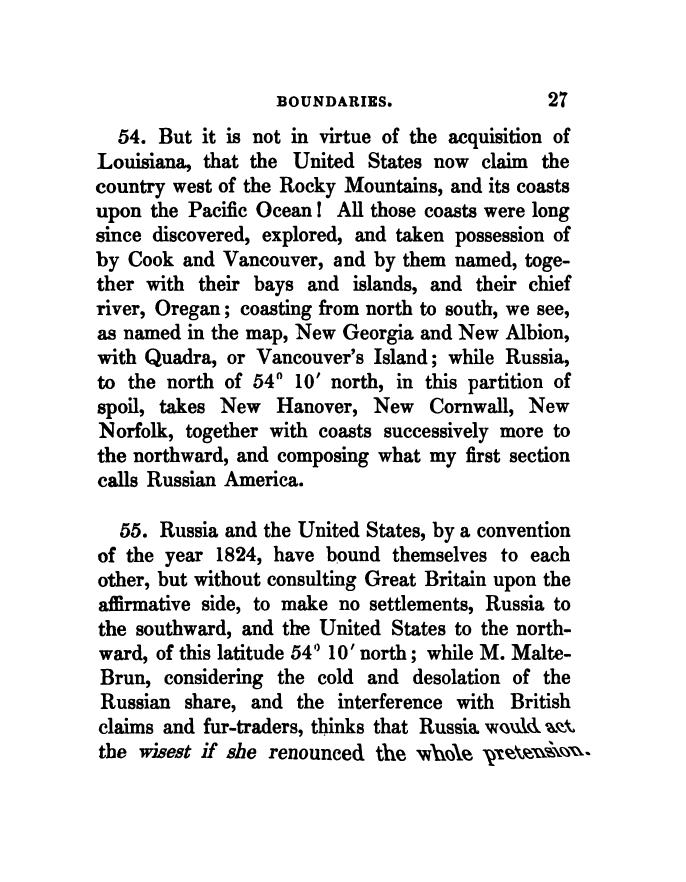 BOUNDARIES. 27
54. But it is not in virtue of the acquisition of
Louisiana, that the United States now claim the
country west of the Rocky Mountains, and its coasts
upon the Pacific Ocean! All those coasts were long
since discovered, explored, and taken possession of
by Cook and Vancouver, and by them named, toge-
ther with their bays and islands, and their chief
river, Oregan; coasting from north to south, we see,
as named in the map, New Georgia and New Albion,
with Quadra, or Vancouver's Island; while Russia,
to the north of 54° 10′ north, in this partition of
spoil, takes New Hanover, New Cornwall, New
Norfolk, together with coasts successively more to
the northward, and composing what my first section
calls Russian America.
55. Russia and the United States, by a convention
of the year 1824, have bound themselves to each
other, but without consulting Great Britain upon the
affirmative side, to make no settlements, Russia to
the southward, and the United States to the north-
ward, of this latitude 54° 10′ north; while M. Malte-
Brun, considering the cold and desolation of the
Russian share, and the interference with British
claims and fur-traders, thinks that Russia would act
the wisest if she renounced the whole pretension.